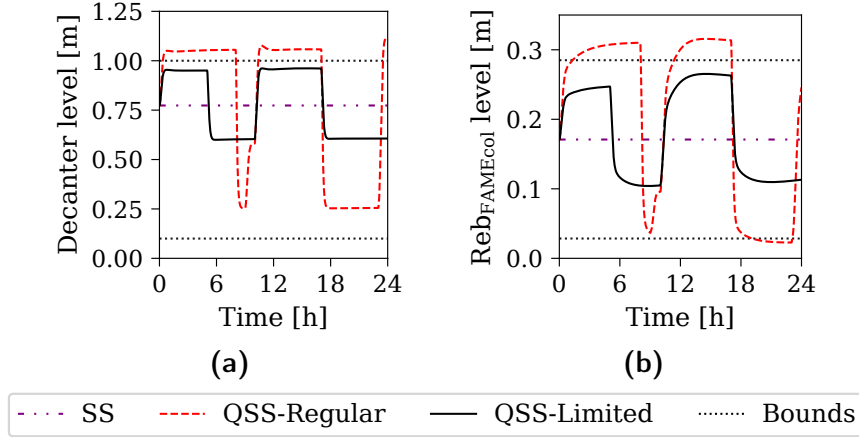 Decanter level [m]
1.25
1.00
0.75
0.50
0.25
0.00
0 6 12 18 24
Time [h]
(a)
Reb_FAMEcol level [m]
0.3
0.2
0.1
0.0
0 6 12 18 24
Time [h]
(b)
SS QSS-Regular QSS-Limited Bounds